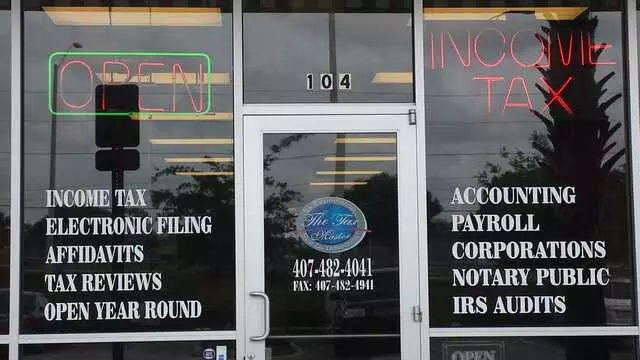 OPEN
INCOME
TAX
104
INCOME TAX
ELECTRONIC FILING
AFFIDAVITS
TAX REVIEWS
OPEN YEAR ROUND
The Tax
Master
407-482-4041
FAX: 407-482-4941
ACCOUNTING
PAYROLL
CORPORATIONS
NOTARY PUBLIC
IRS AUDITS
OPEN